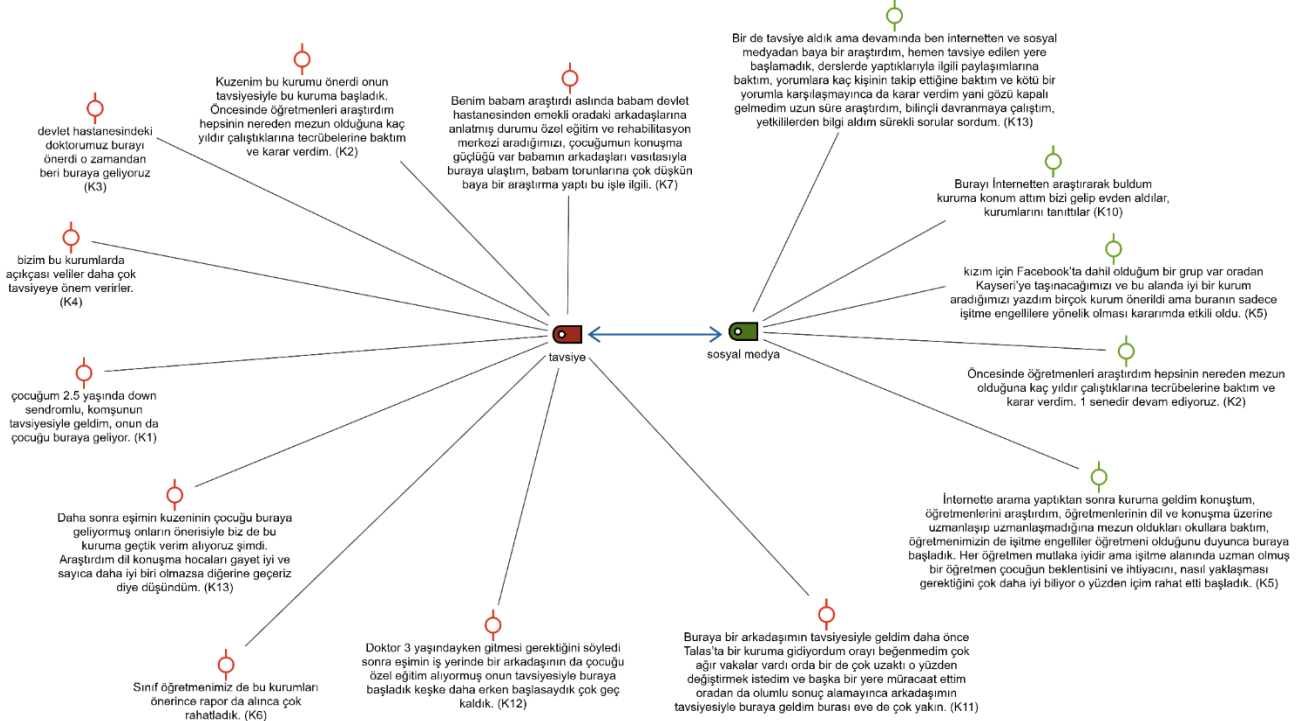 Bir de tavsiye aldık ama devamında ben internetten ve sosyal
medyadan baya bir araştırdım, hemen tavsiye edilen yere
başlamadık, derslerde yaptıklarıyla ilgili paylaşımlarına
baktım, yorumlara kaç kişinin takip ettiğine baktım ve kötü bir
yorumla karşılaşmayınca da karar verdim yani gözü kapalı
gelmedim uzun süre araştırdım, bilinçli davranmaya çalıştım,
yetkililerden bilgi aldım sürekli sorular sordum. (K13)
Kuzenim bu kurumu önerdi onun
tavsiyesiyle bu kuruma başladık.
Öncesinde öğretmenleri araştırdım
hepsinin nereden mezun olduğuna kaç
yıldır çalıştıklarına tecrübelerine baktım
ve karar verdim. (K2)
Benim babam araştırdı aslında babam devlet
hastanesinden emekli oradaki arkadaşlarına
anlatmış durumu özel eğitim ve rehabilitasyon
merkezi aradığımızı, çocuğumun konuşma
güçlüğü var babamın arkadaşları vasıtasıyla
buraya ulaştım, babam torunlarına çok düşkün
baya bir araştırma yaptı bu işle ilgili. (K7)
devlet hastanesindeki
doktorumuz burayı
önerdi o zamandan
beri buraya geliyoruz
(K3)
Burayı İnternetten araştırarak buldum
kuruma konum attım bizi gelip evden aldılar,
kurumlarını tanıttılar (K10)
bizim bu kurumlarda
açıkçası veliler daha çok
tavsiyeye önem verirler.
(K4)
kızım için Facebook'ta dahil olduğum bir grup var oradan
Kayseri'ye taşınacağımızı ve bu alanda iyi bir kurum
aradığımızı yazdım birçok kurum önerildi ama buranın sadece
işitme engellilere yönelik olması kararımda etkili oldu. (K5)
tavsiye
sosyal medya
Öncesinde öğretmenleri araştırdım hepsinin nereden mezun
olduğuna kaç yıldır çalıştıklarına tecrübelerine baktım ve
karar verdim. 1 senedir devam ediyoruz. (K2)
çocuğum 2.5 yaşında down
sendromlu, komşunun
tavsiyesiyle geldim, onun da
çocuğu buraya geliyor. (K1)
İnternette arama yaptıktan sonra kuruma geldim konuştum,
öğretmenlerini araştırdım, öğretmenlerinin dil ve konuşma üzerine
uzmanlaşıp uzmanlaşmadığına mezun oldukları okullara baktım,
öğretmenimizin de işitme engelliler öğretmeni olduğunu duyunca buraya
başladık. Her öğretmen mutlaka iyidir ama işitme alanında uzman olmuş
bir öğretmen çocuğun beklentisini ve ihtiyacını, nasıl yaklaşması
gerektiğini çok daha iyi biliyor o yüzden içim rahat etti başladık. (K5)
Daha sonra eşimin kuzeninin çocuğu buraya
geliyormuş onların önerisiyle biz de bu
kuruma geçtik verim alıyoruz şimdi.
Araştırdım dil konuşma hocaları gayet iyi ve
sayıca daha iyi biri olmazsa diğerine geçeriz
diye düşündüm. (K13)
Sınıf öğretmenimiz de bu kurumları
önerince rapor da alınca çok
rahatladık. (K6)
Doktor 3 yaşındayken gitmesi gerektiğini söyledi
sonra eşimin iş yerinde bir arkadaşının da çocuğu
özel eğitim alıyormuş onun tavsiyesiyle buraya
başladık keşke daha erken başlasaydık çok geç
kaldık. (K12)
Buraya bir arkadaşımın tavsiyesiyle geldim daha önce
Talas'ta bir kuruma gidiyordum orayı beğenmedim çok
ağır vakalar vardı orda bir de çok uzaktı o yüzden
değiştirmek istedim ve başka bir yere müracaat ettim
oradan da olumlu sonuç alamayınca arkadaşımın
tavsiyesiyle buraya geldim burası eve de çok yakın. (K11)